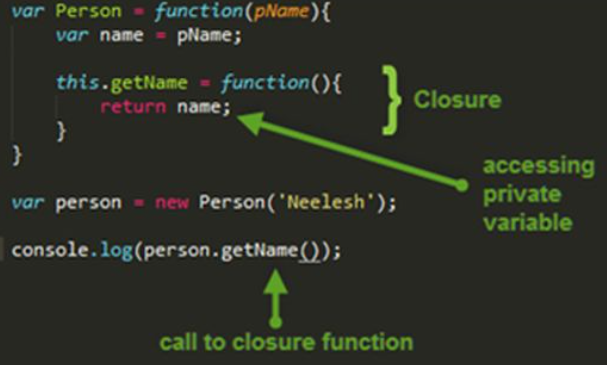 var Person = function(pName){
var name = pName;
this.getName = function(){
return name;
}
}
Closure
accessing
private
variable
var person = new Person('Neelesh');
console.log(person.getName());
call to closure function